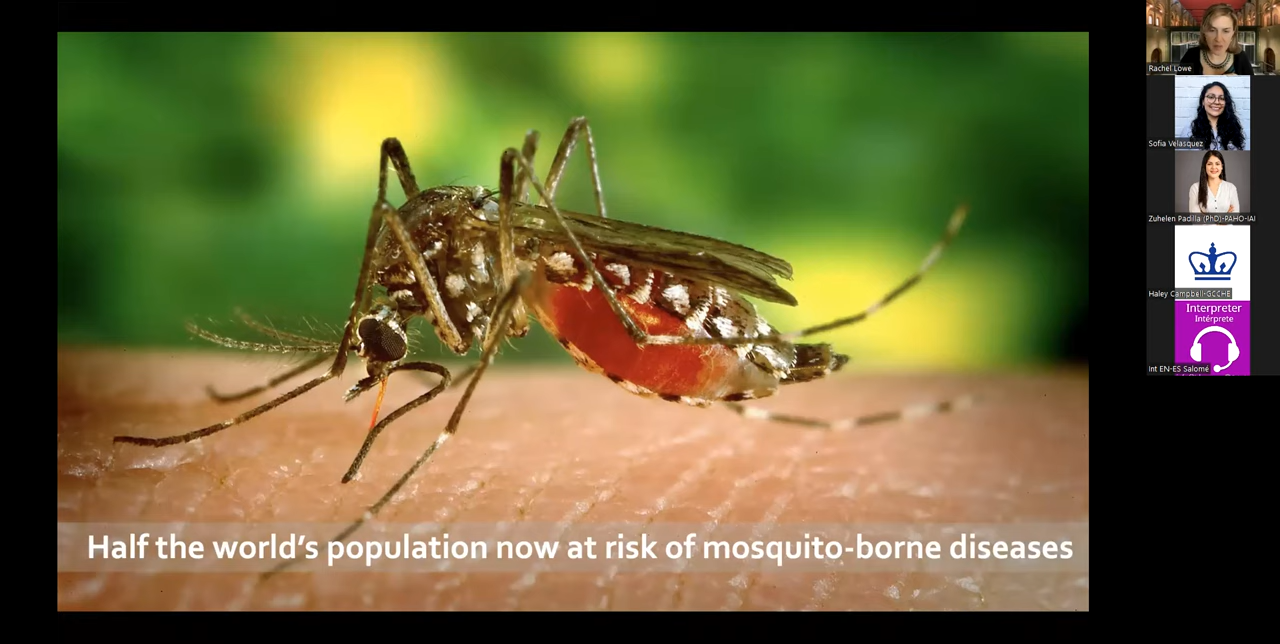 Half the world's population now at risk of mosquito-borne diseases
Rachel Lowe
Sofia Velasquez
Zuhelen Padilla (PhD)-PAHO-IAI
Haley Campbell-GCCHE
Interpreter
Intérprete
Int EN-ES Salomé